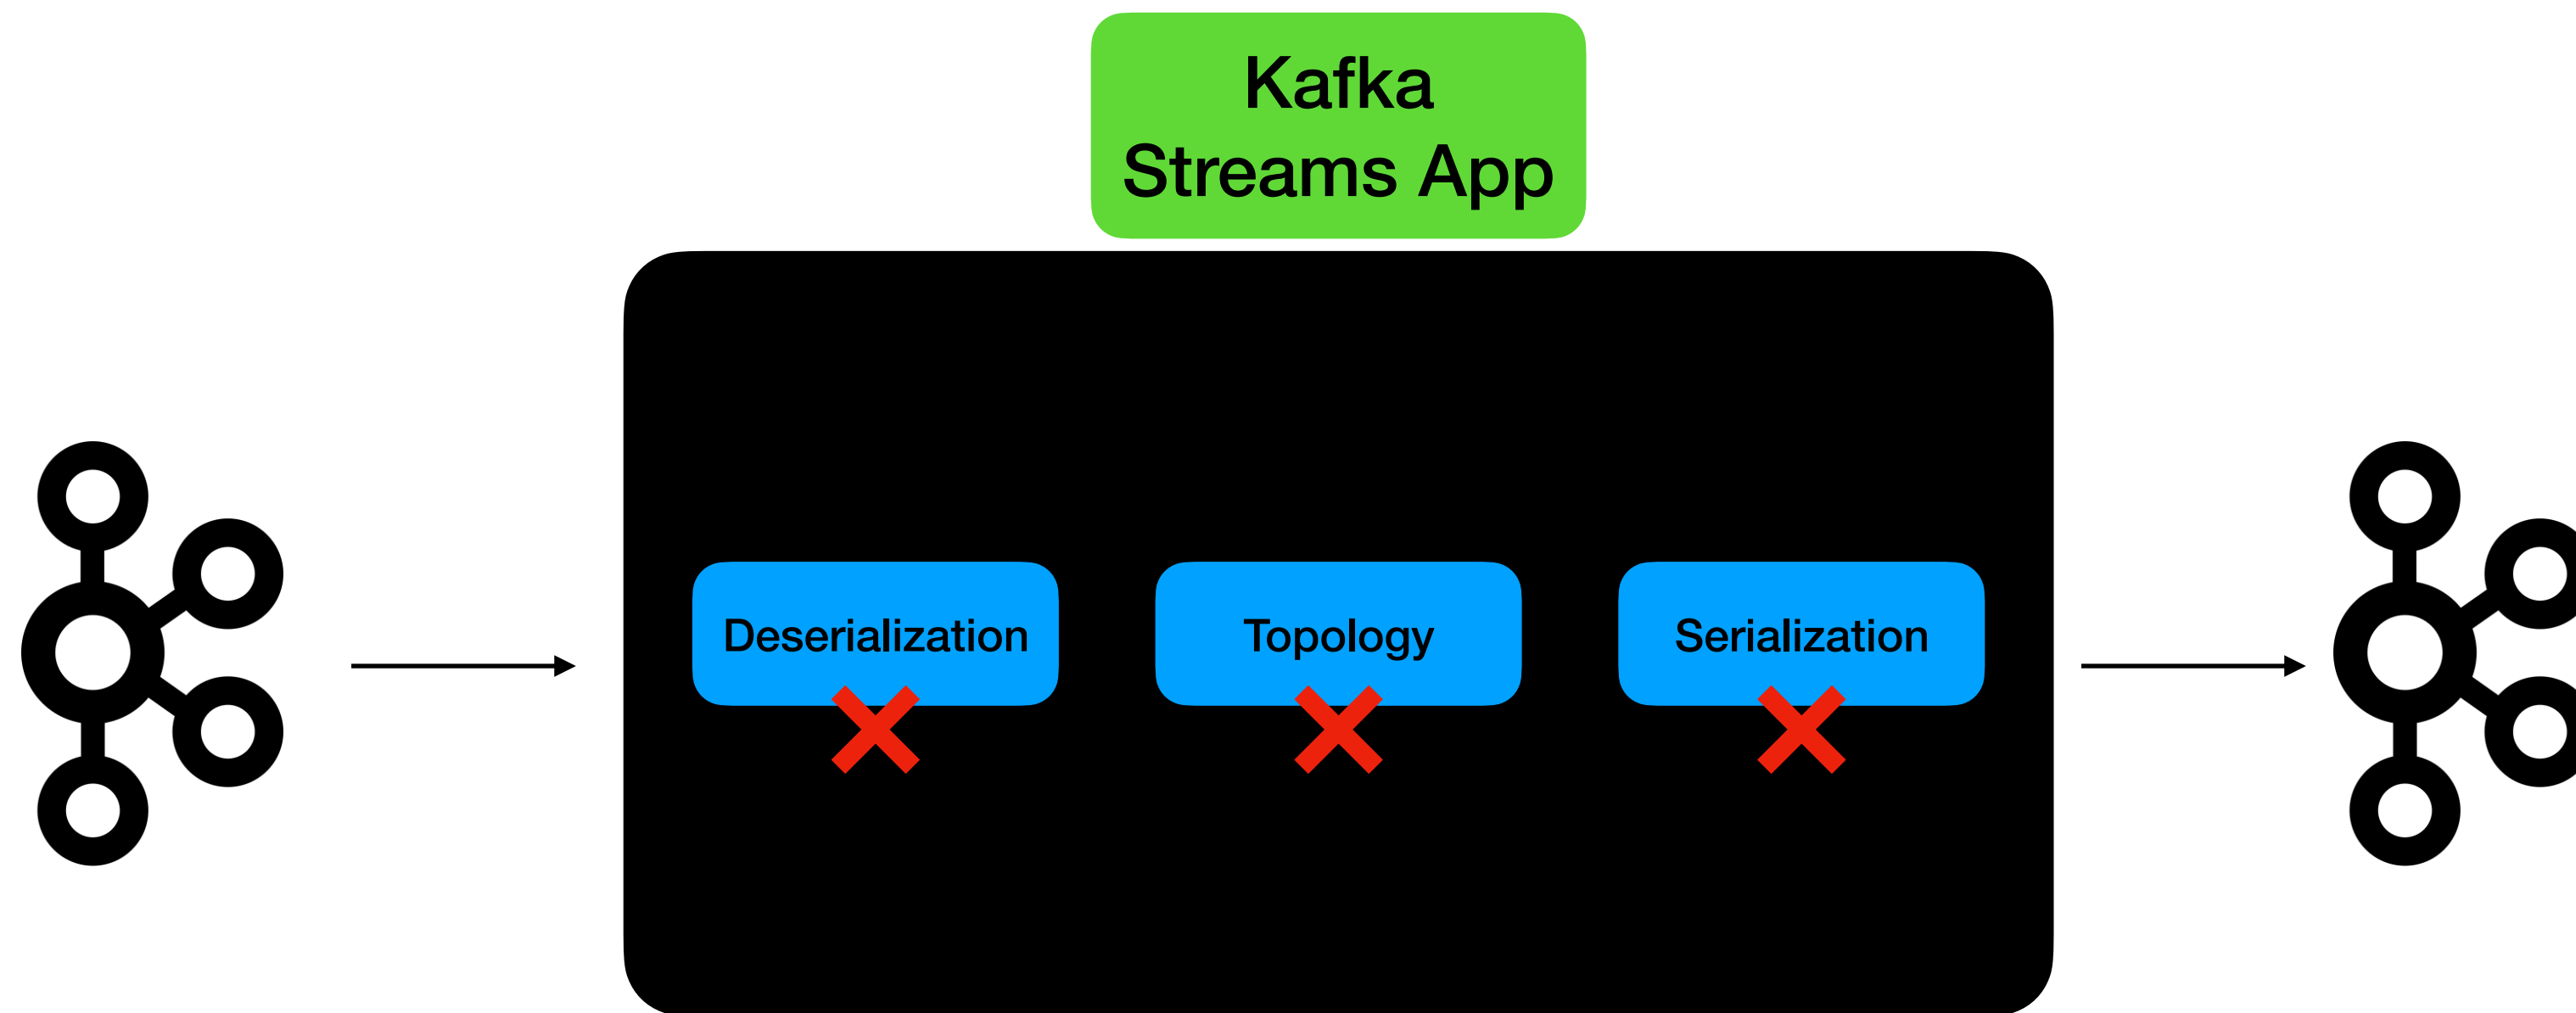 Kafka
Streams App
Deserialization
Topology
Serialization